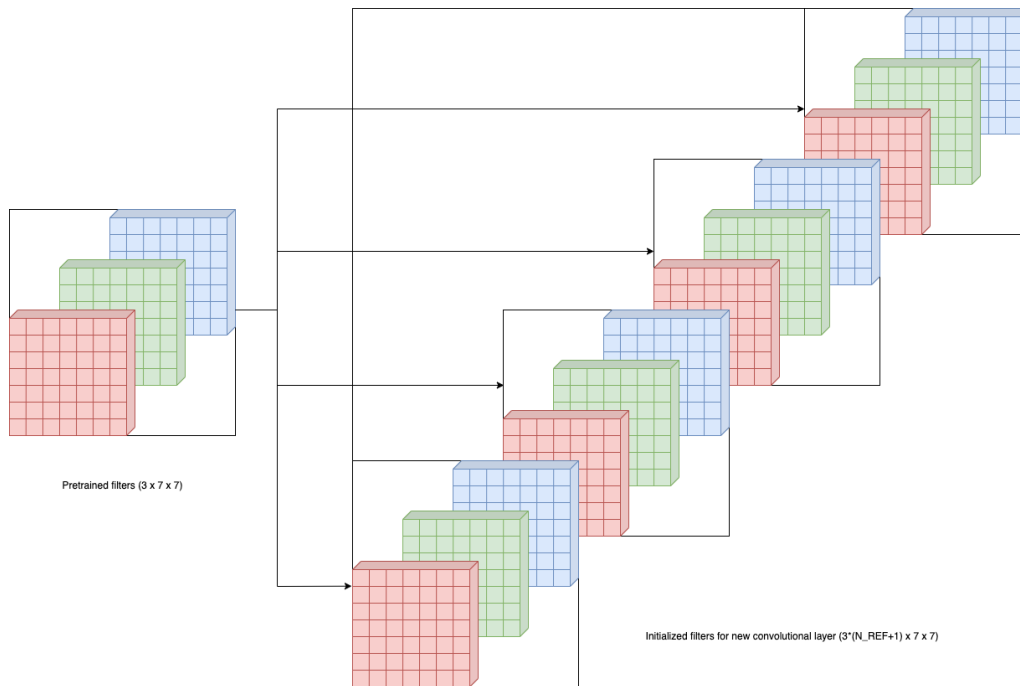 Pretrained filters (3 x 7 x 7)
Initialized filters for new convolutional layer (3*(N_REF+1) x 7 x 7)